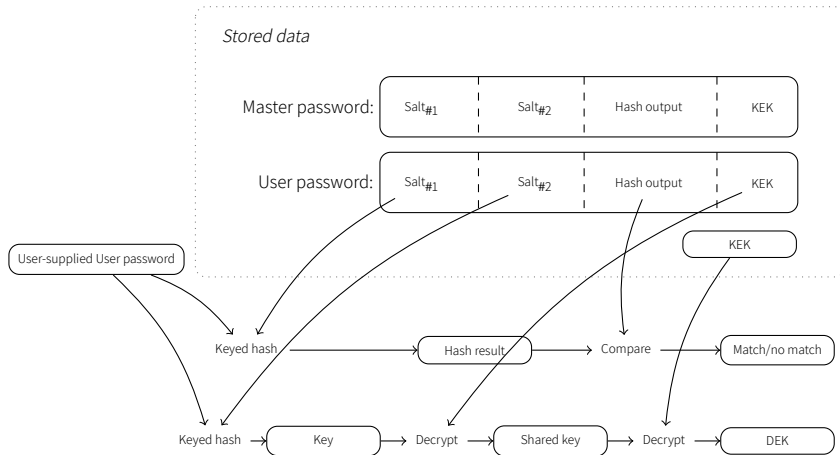 Stored data
Master password: Salt#1 Salt#2 Hash output KEK
User password: Salt#1 Salt#2 Hash output KEK
KEK
User-supplied User password
Keyed hash Hash result Compare Match/no match
Keyed hash Key Decrypt Shared key Decrypt DEK